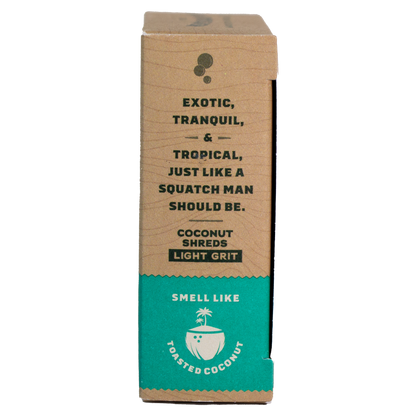 EXOTIC,
TRANQUIL,
&
TROPICAL,
JUST LIKE A
SQUATCH MAN
SHOULD BE.
COCONUT
SHREDS
LIGHT GRIT
SMELL LIKE
TOASTED COCONUT